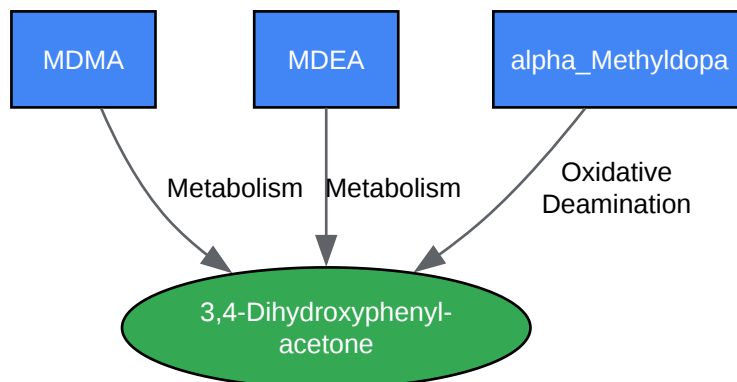 MDMA
MDEA
alpha_Methyldopa
Metabolism
Metabolism
Oxidative
Deamination
3,4-Dihydroxyphenyl-
acetone